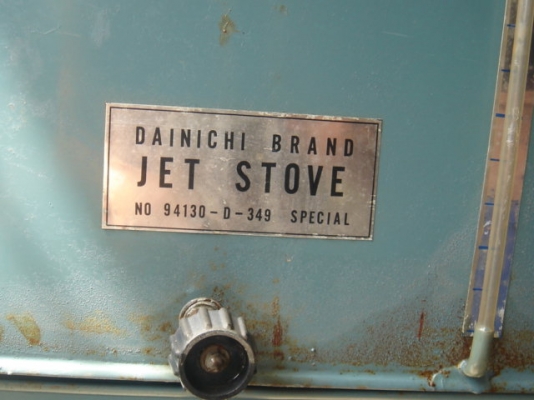 DAINICHI BRAND
JET STOVE
NO 94130-D-349 SPECIAL